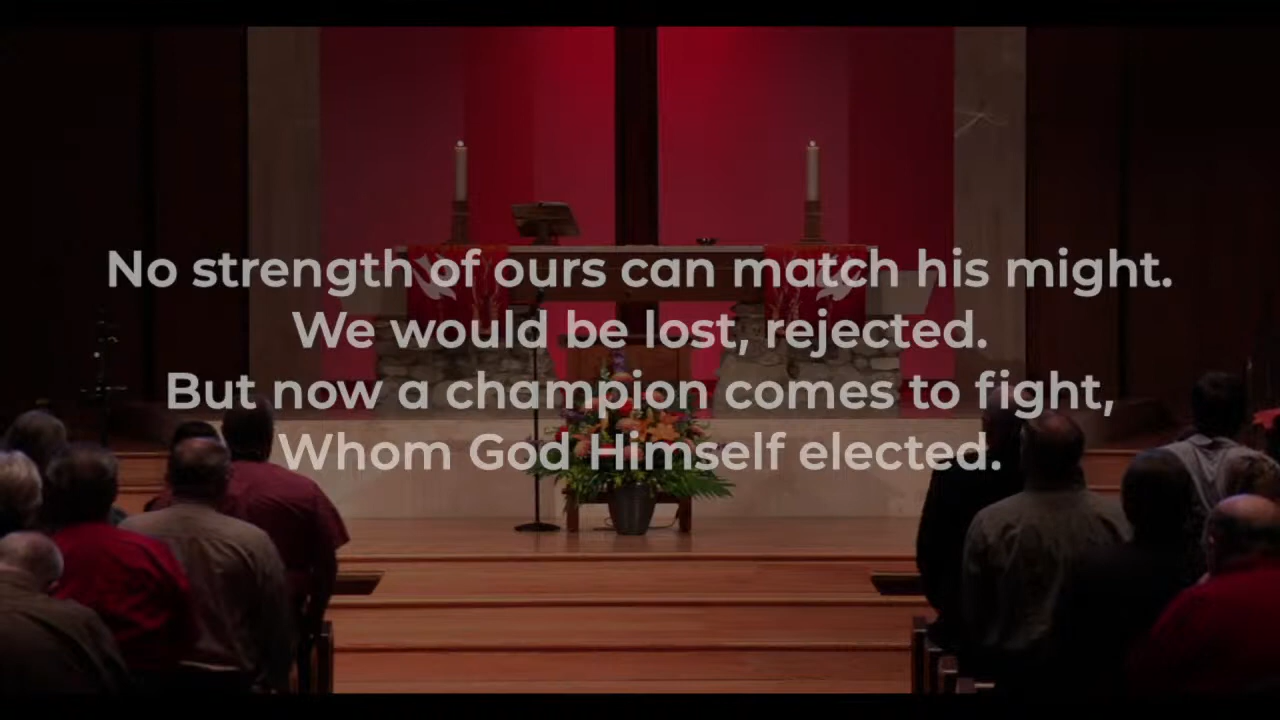 No strength of ours can match his might.
We would be lost, rejected.
But now a champion comes to fight,
Whom God Himself elected.